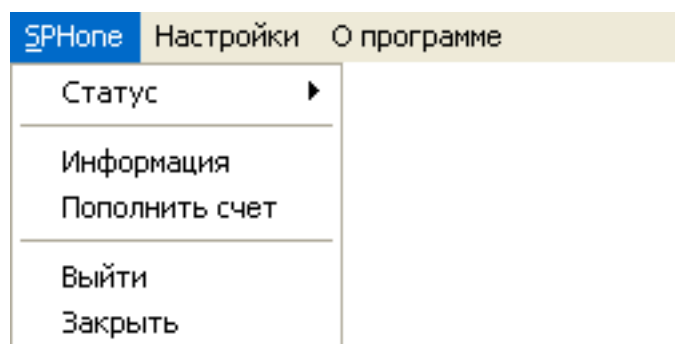 SPHone Настройки О программе
Статус
Информация
Пополнить счет
Выйти
Закрыть